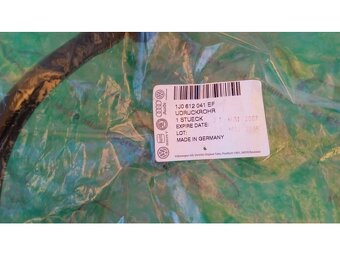 1J0 612 041 EF
UDRUCKROHR
1 STUECK
EXPIRE DATE:
LOT:
MADE IN GERMANY